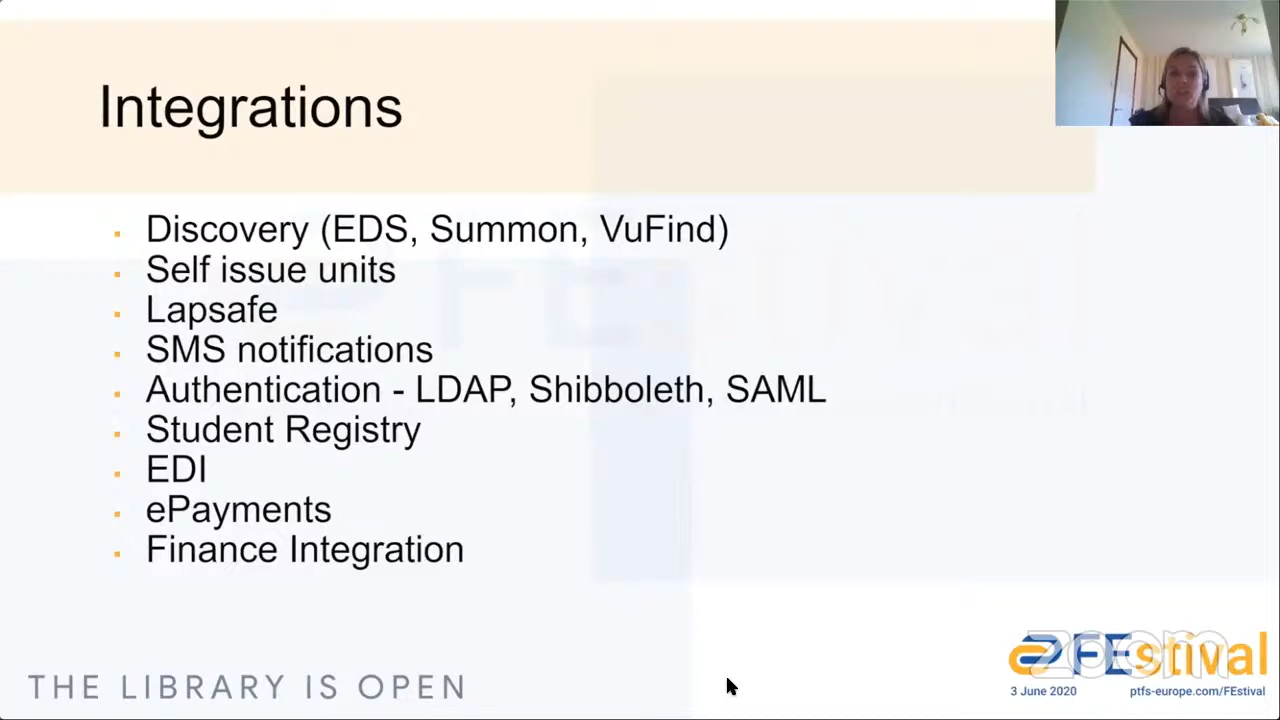 Integrations
Discovery (EDS, Summon, VuFind)
Self issue units
Lapsafe
SMS notifications
Authentication - LDAP, Shibboleth, SAML
Student Registry
EDI
ePayments
Finance Integration
THE LIBRARY IS OPEN
FEstival
zoom
3 June 2020 ptfs-europe.com/FEstival